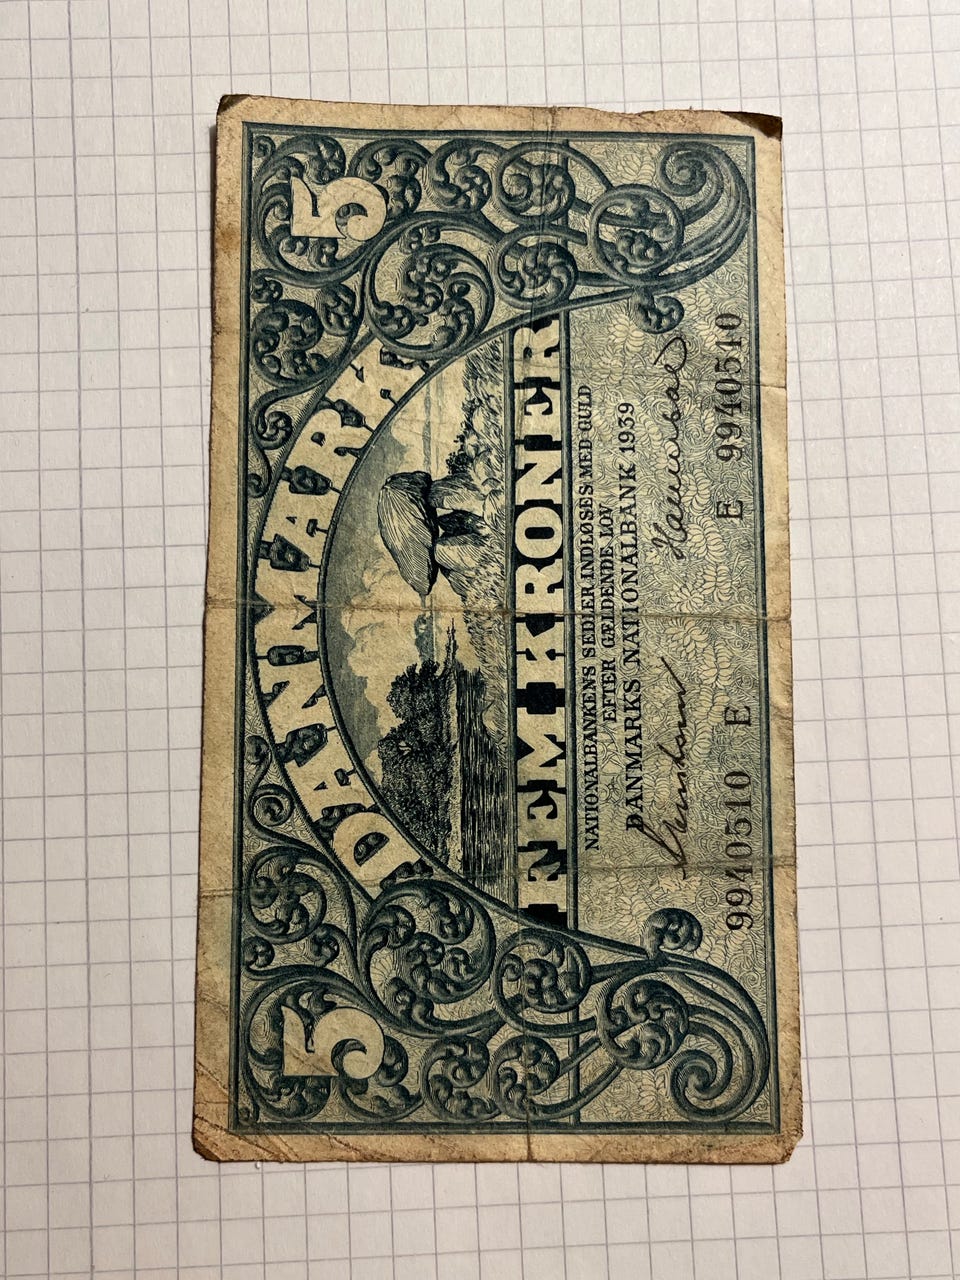 5 5
DANMARK
FEM KRONER
NATIONALBANKENS SEDLER INDLØSES MED GULD
EFTER GÆLDENDE LOV
DANMARKS NATIONALBANK 1939
9940510 E E 9940510